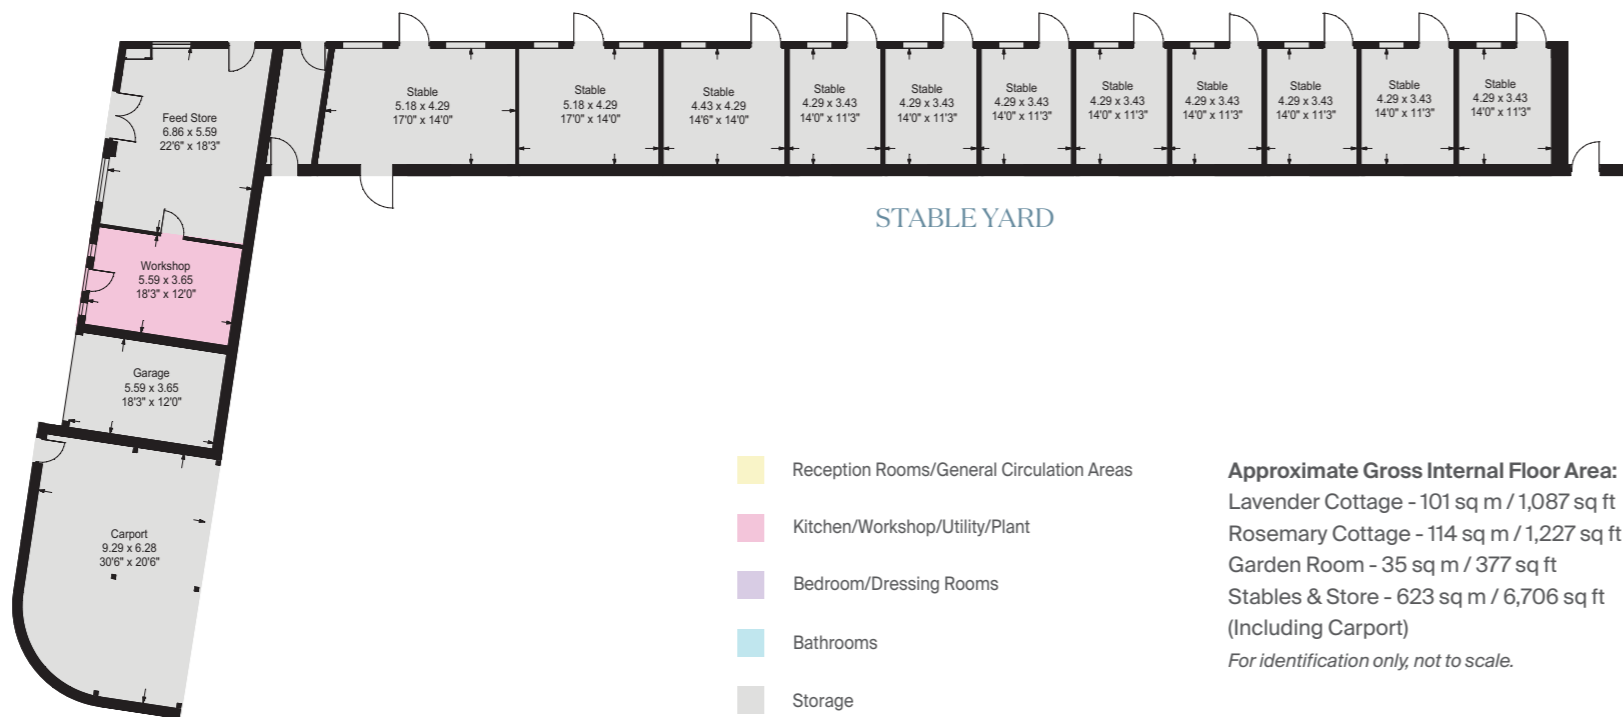 Feed Store
6.86 x 5.59
22'6" x 18'3"
Stable
5.18 x 4.29
17'0" x 14'0"
Stable
5.18 x 4.29
17'0" x 14'0"
Stable
4.43 x 4.29
14'6" x 14'0"
Stable
4.29 x 3.43
14'0" x 11'3"
Stable
4.29 x 3.43
14'0" x 11'3"
Stable
4.29 x 3.43
14'0" x 11'3"
Stable
4.29 x 3.43
14'0" x 11'3"
Stable
4.29 x 3.43
14'0" x 11'3"
Stable
4.29 x 3.43
14'0" x 11'3"
Stable
4.29 x 3.43
14'0" x 11'3"
Stable
4.29 x 3.43
14'0" x 11'3"
STABLE YARD
Workshop
5.59 x 3.65
18'3" x 12'0"
Garage
5.59 x 3.65
18'3" x 12'0"
Carport
9.29 x 6.28
30'6" x 20'6"
Reception Rooms/General Circulation Areas
Kitchen/Workshop/Utility/Plant
Bedroom/Dressing Rooms
Bathrooms
Storage
Approximate Gross Internal Floor Area:
Lavender Cottage - 101 sq m / 1,087 sq ft
Rosemary Cottage - 114 sq m / 1,227 sq ft
Garden Room - 35 sq m / 377 sq ft
Stables & Store - 623 sq m / 6,706 sq ft
(Including Carport)
For identification only, not to scale.